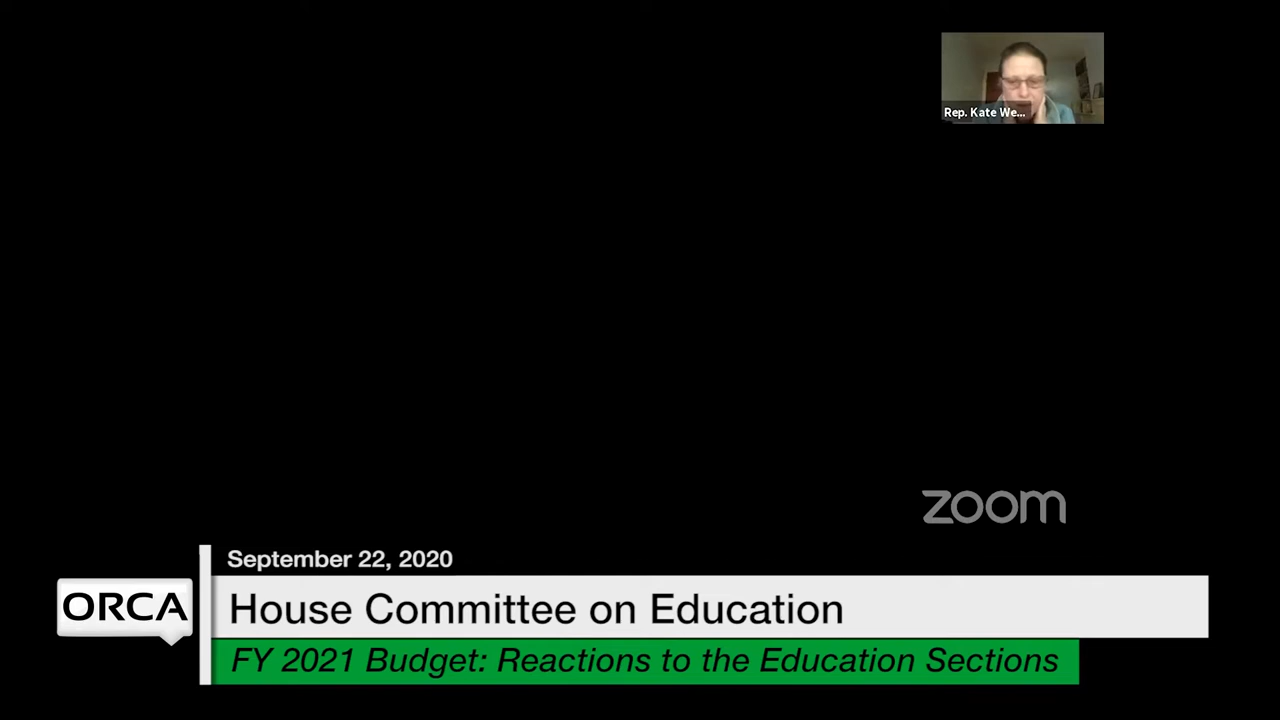 Rep. Kate We...
zoom
September 22, 2020
ORCA
House Committee on Education
FY 2021 Budget: Reactions to the Education Sections